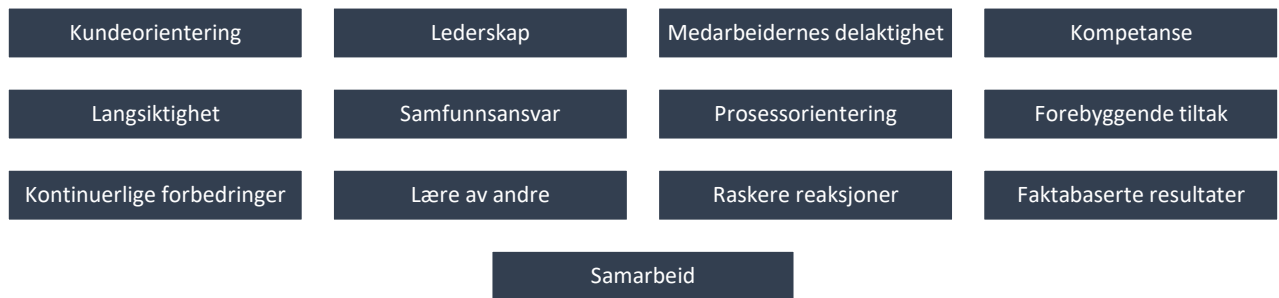 Kundeorientering
Lederskap
Medarbeidernes delaktighet
Kompetanse
Langsiktighet
Samfunnsansvar
Prosessorientering
Forebyggende tiltak
Kontinuerlige forbedringer
Lære av andre
Raskere reaksjoner
Faktabaserte resultater
Samarbeid